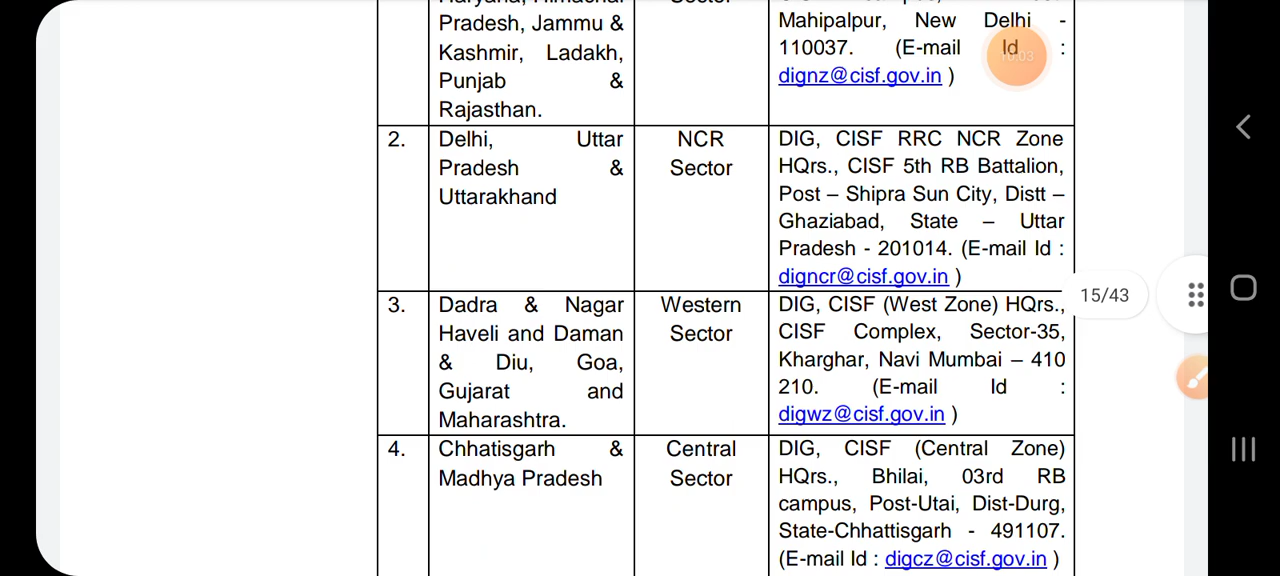 Haryana, Himachal
Pradesh, Jammu &
Kashmir, Ladakh,
Punjab &
Rajasthan.
Sector
Mahipalpur, New Delhi -
110037. (E-mail Id :
dignz@cisf.gov.in )
10:03
2.
Delhi, Uttar
Pradesh &
Uttarakhand
NCR
Sector
DIG, CISF RRC NCR Zone
HQrs., CISF 5th RB Battalion,
Post – Shipra Sun City, Distt –
Ghaziabad, State – Uttar
Pradesh - 201014. (E-mail Id :
digncr@cisf.gov.in )
15/43
3.
Dadra & Nagar
Haveli and Daman
& Diu, Goa,
Gujarat and
Maharashtra.
Western
Sector
DIG, CISF (West Zone) HQrs.,
CISF Complex, Sector-35,
Kharghar, Navi Mumbai – 410
210. (E-mail Id :
digwz@cisf.gov.in )
4.
Chhatisgarh &
Madhya Pradesh
Central
Sector
DIG, CISF (Central Zone)
HQrs., Bhilai, 03rd RB
campus, Post-Utai, Dist-Durg,
State-Chhattisgarh - 491107.
(E-mail Id : digcz@cisf.gov.in )